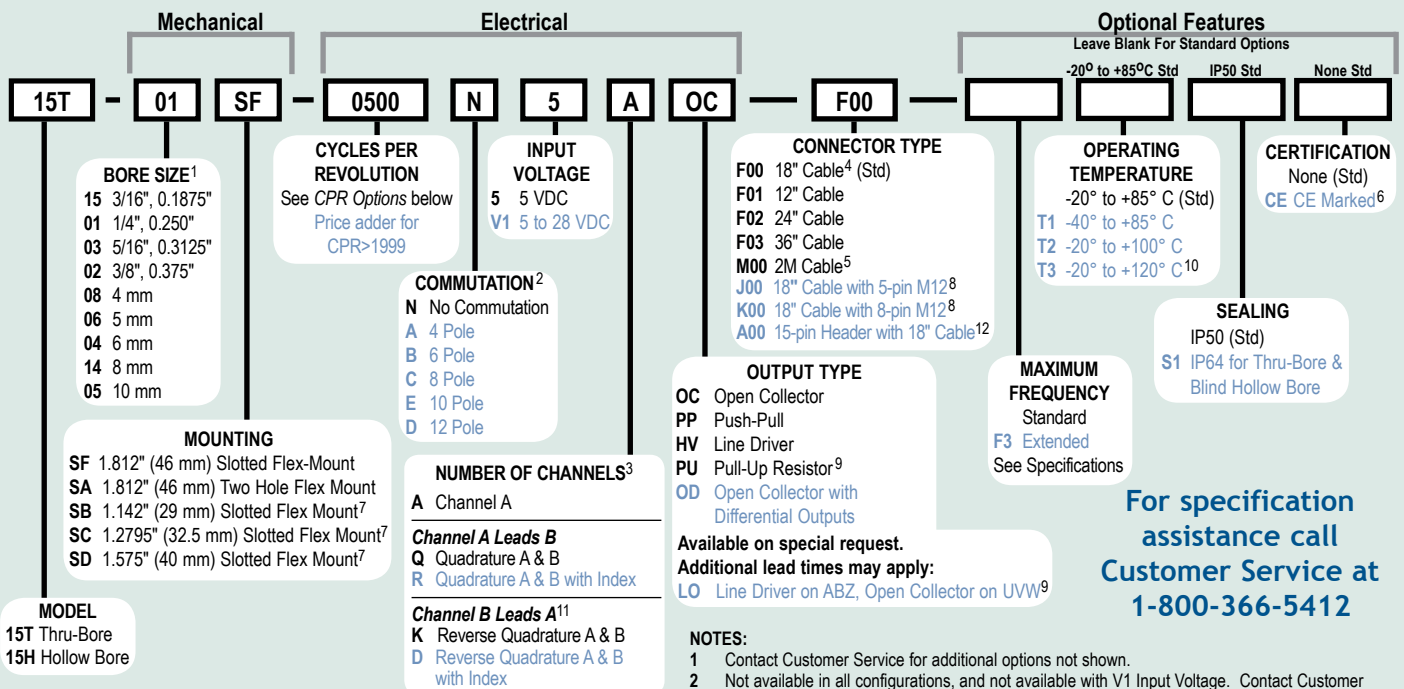 Mechanical
Electrical
Optional Features
Leave Blank For Standard Options
-20° to +85°C Std
IP50 Std
None Std
15T - 01 SF - 0500 N 5 A OC — F00 —
BORE SIZE1
15 3/16", 0.1875"
01 1/4", 0.250"
03 5/16", 0.3125"
02 3/8", 0.375"
08 4 mm
06 5 mm
04 6 mm
14 8 mm
05 10 mm
CYCLES PER
REVOLUTION
See CPR Options below
Price adder for
CPR>1999
INPUT
VOLTAGE
5 5 VDC
V1 5 to 28 VDC
CONNECTOR TYPE
F00 18" Cable4 (Std)
F01 12" Cable
F02 24" Cable
F03 36" Cable
M00 2M Cable5
J00 18" Cable with 5-pin M128
K00 18" Cable with 8-pin M128
A00 15-pin Header with 18" Cable12
OPERATING
TEMPERATURE
-20° to +85° C (Std)
T1 -40° to +85° C
T2 -20° to +100° C
T3 -20° to +120° C10
CERTIFICATION
None (Std)
CE CE Marked6
COMMUTATION2
N No Commutation
A 4 Pole
B 6 Pole
C 8 Pole
E 10 Pole
D 12 Pole
SEALING
IP50 (Std)
S1 IP64 for Thru-Bore &
Blind Hollow Bore
MAXIMUM
FREQUENCY
Standard
F3 Extended
See Specifications
OUTPUT TYPE
OC Open Collector
PP Push-Pull
HV Line Driver
PU Pull-Up Resistor9
OD Open Collector with
Differential Outputs
Available on special request.
Additional lead times may apply:
LO Line Driver on ABZ, Open Collector on UVW9
MOUNTING
SF 1.812" (46 mm) Slotted Flex-Mount
SA 1.812" (46 mm) Two Hole Flex Mount
SB 1.142" (29 mm) Slotted Flex Mount7
SC 1.2795" (32.5 mm) Slotted Flex Mount7
SD 1.575" (40 mm) Slotted Flex Mount7
NUMBER OF CHANNELS3
A Channel A
Channel A Leads B
Q Quadrature A & B
R Quadrature A & B with Index
Channel B Leads A11
K Reverse Quadrature A & B
D Reverse Quadrature A & B
with Index
MODEL
15T Thru-Bore
15H Hollow Bore
For specification
assistance call
Customer Service at
1-800-366-5412
NOTES:
1 Contact Customer Service for additional options not shown.
2 Not available in all configurations, and not available with V1 Input Voltage. Contact Customer